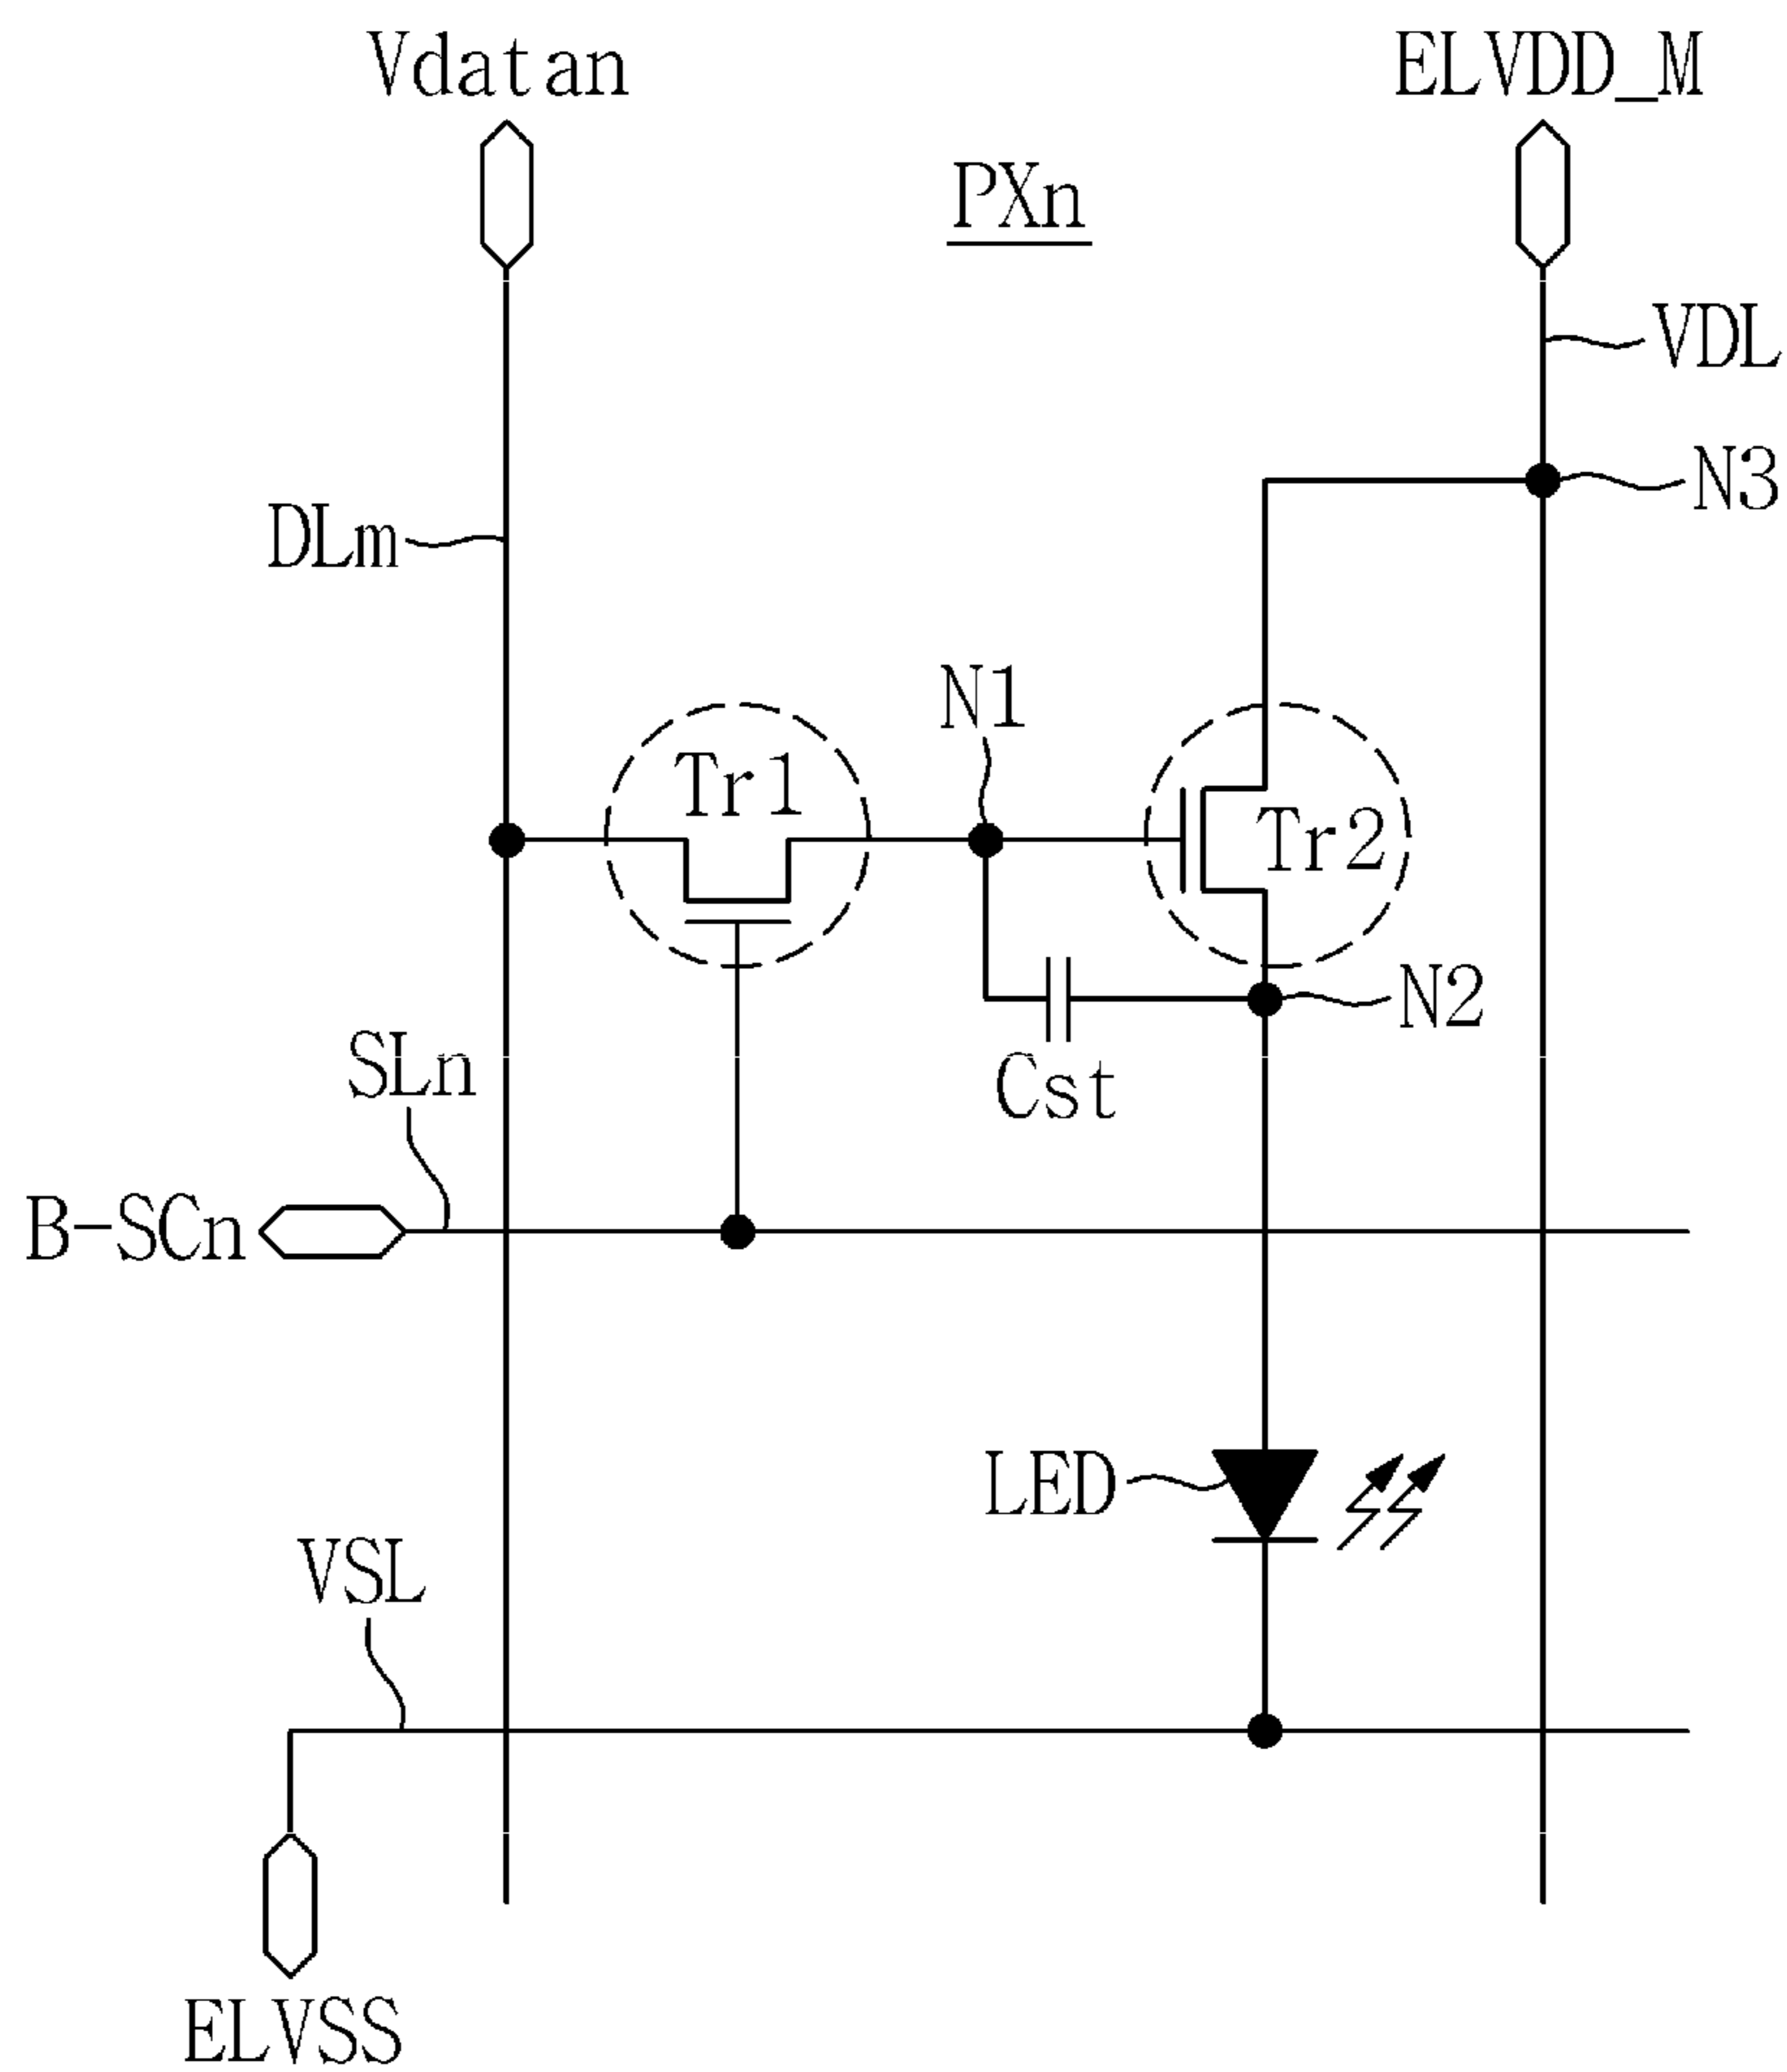 Vdatan
ELVDD_M
PXn
VDL
N3
DLm
N1
Tr1
Tr2
N2
SLn
Cst
B-SCn
LED
VSL
ELVSS